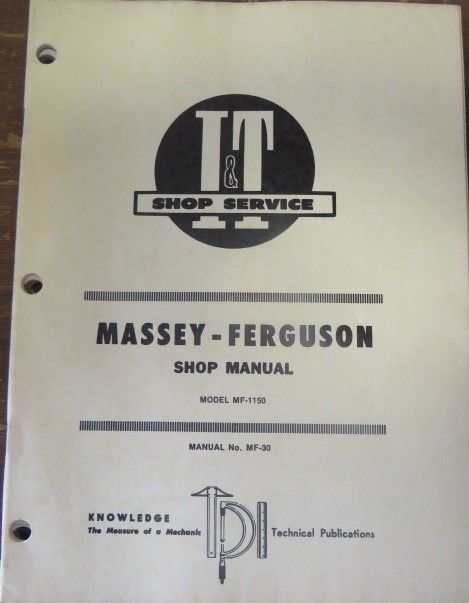 I&T
SHOP SERVICE
MASSEY-FERGUSON
SHOP MANUAL
MODEL MF-1150
MANUAL No. MF-30
KNOWLEDGE
The Measure of a Mechanic
TPI
Technical Publications